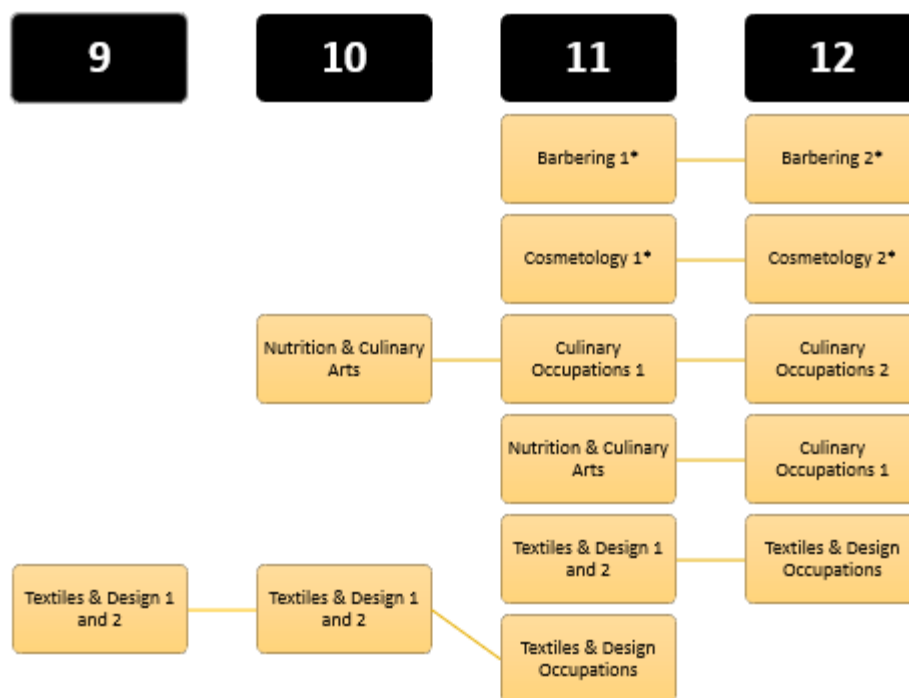 9
10
11
12
Barbering 1*
Barbering 2*
Cosmetology 1*
Cosmetology 2*
Nutrition & Culinary
Arts
Culinary
Occupations 1
Culinary
Occupations 2
Nutrition & Culinary
Arts
Culinary
Occupations 1
Textiles & Design 1
and 2
Textiles & Design
Occupations
Textiles & Design 1
and 2
Textiles & Design 1
and 2
Textiles & Design
Occupations